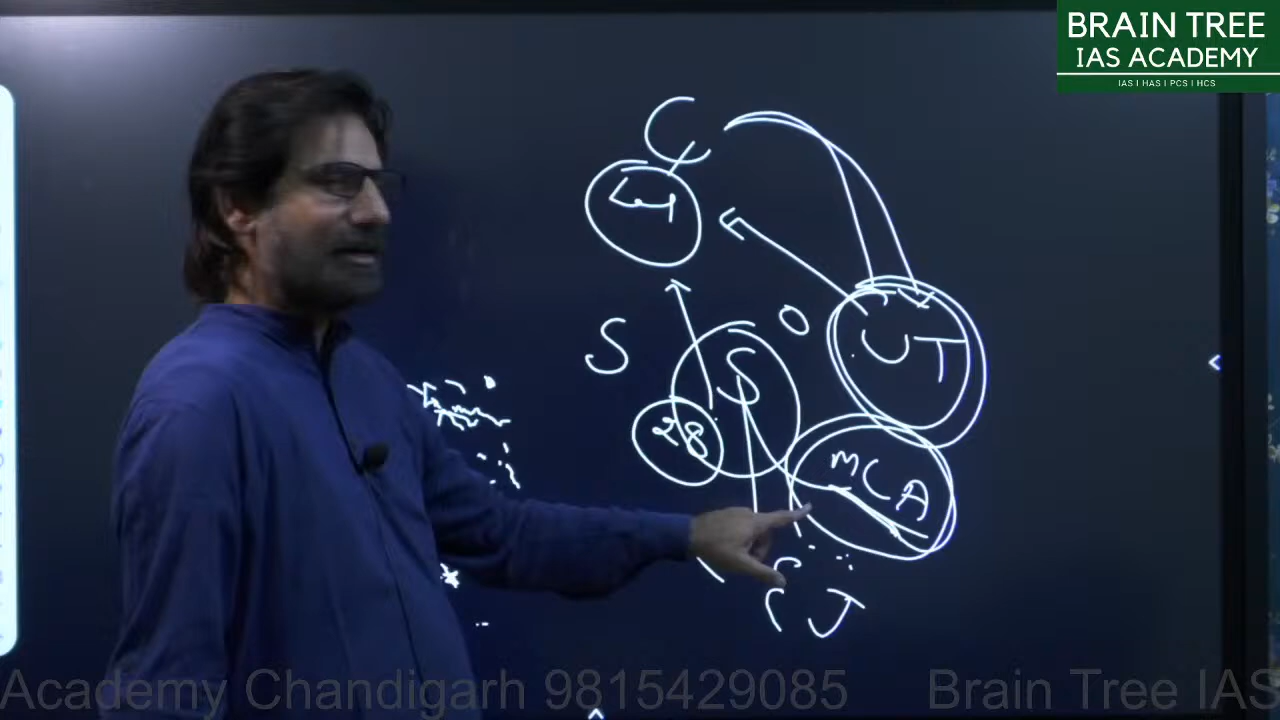 BRAIN TREE
IAS ACADEMY
IAS I HAS I PCS I HCS
C
S
S
O
UT
28
MCA
Academy Chandigarh 9815429085 Brain Tree IAS